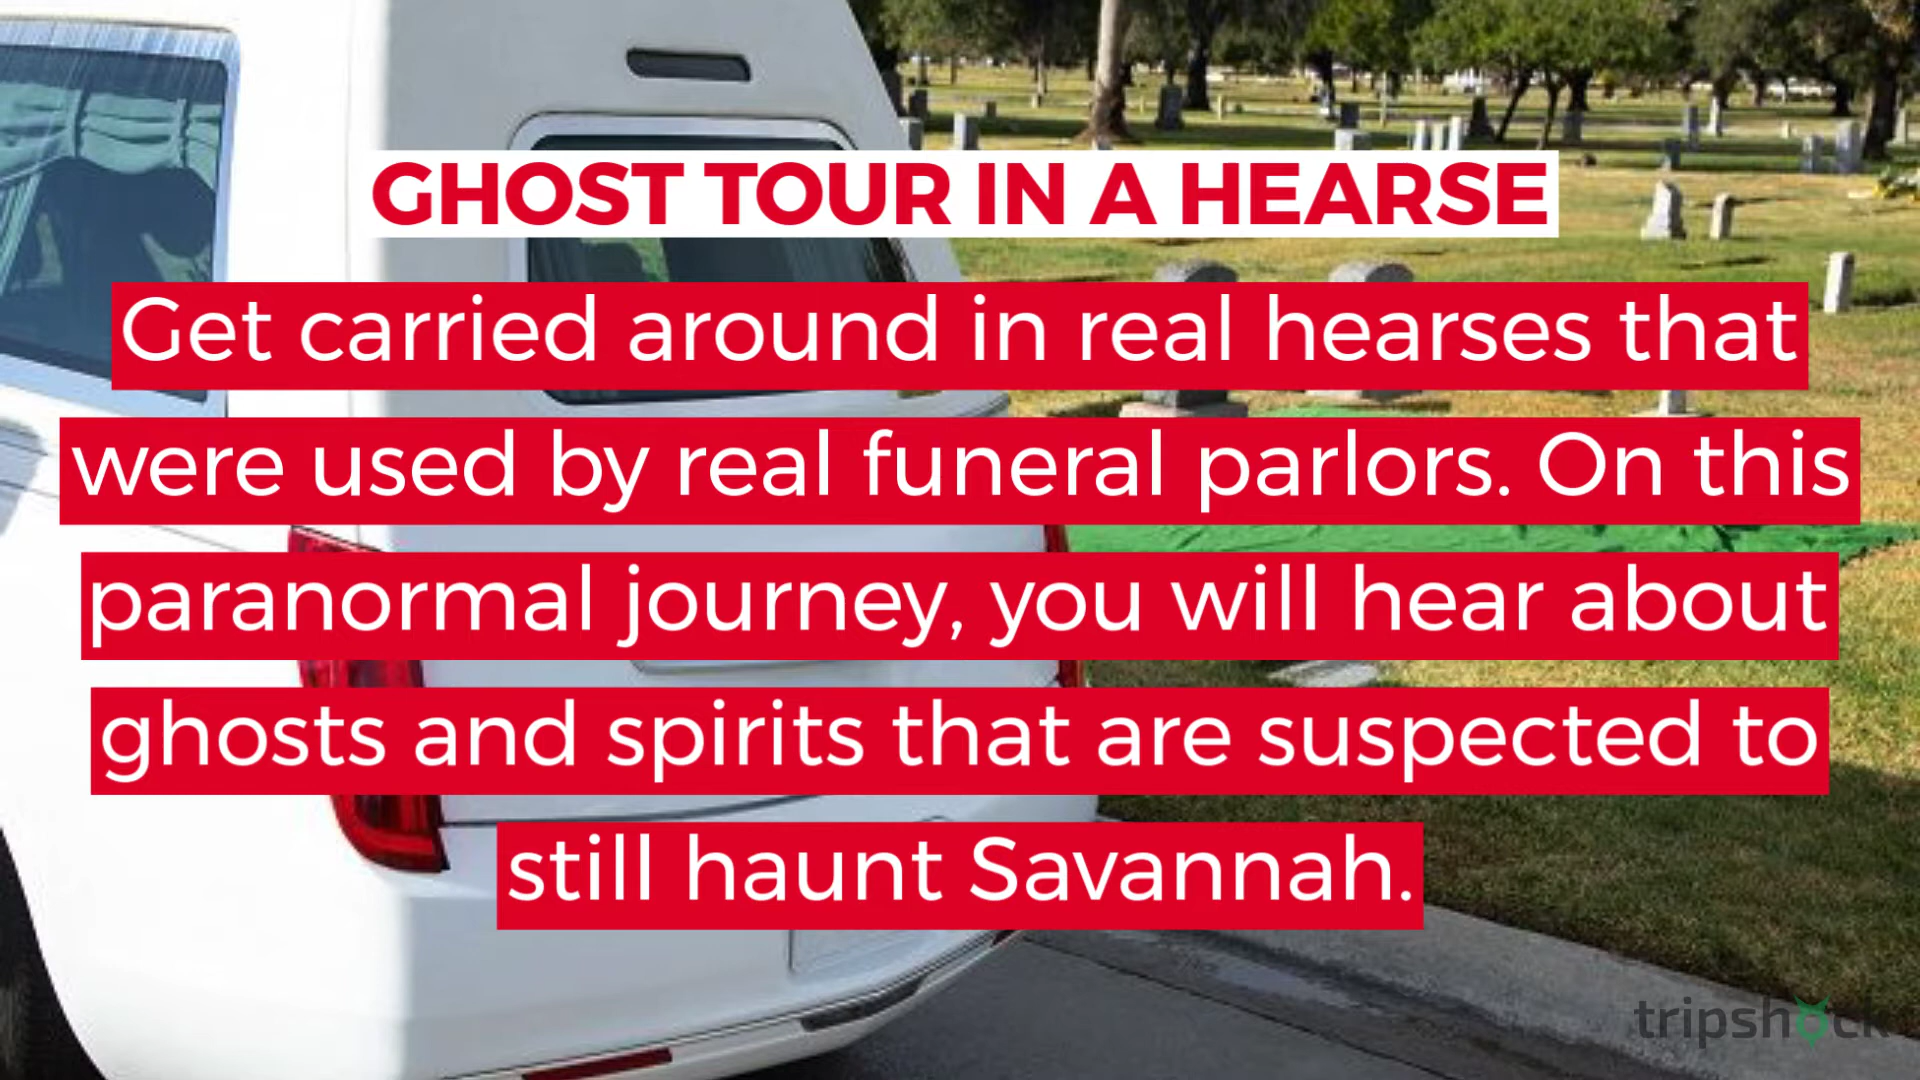 GHOST TOUR IN A HEARSE
Get carried around in real hearses that
were used by real funeral parlors. On this
paranormal journey, you will hear about
ghosts and spirits that are suspected to
still haunt Savannah.
tripshock